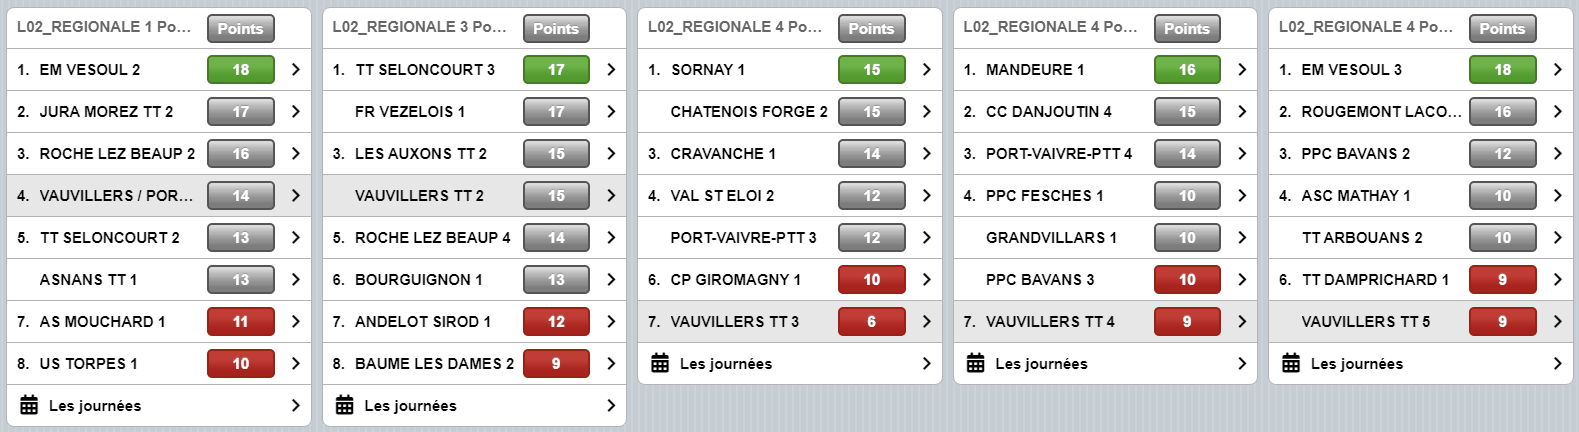 L02_REGIONALE 1 Po... Points
1. EM VESOUL 2 18
2. JURA MOREZ TT 2 17
3. ROCHE LEZ BEAUP 2 16
4. VAUVILLERS / POR... 14
5. TT SELONCOURT 2 13
ASNANS TT 1 13
7. AS MOUCHARD 1 11
8. US TORPES 1 10
Les journées
L02_REGIONALE 3 Po... Points
1. TT SELONCOURT 3 17
FR VEZELOIS 1 17
3. LES AUXONS TT 2 15
VAUVILLERS TT 2 15
5. ROCHE LEZ BEAUP 4 14
6. BOURGUIGNON 1 13
7. ANDELOT SIROD 1 12
8. BAUME LES DAMES 2 9
Les journées
L02_REGIONALE 4 Po... Points
1. SORNAY 1 15
CHATENOIS FORGE 2 15
3. CRAVANCHE 1 14
4. VAL ST ELOI 2 12
PORT-VAIVRE-PTT 3 12
6. CP GIROMAGNY 1 10
7. VAUVILLERS TT 3 6
Les journées
L02_REGIONALE 4 Po... Points
1. MANDEURE 1 16
2. CC DANJOUTIN 4 15
3. PORT-VAIVRE-PTT 4 14
4. PPC FESCHES 1 10
GRANDVILLARS 1 10
PPC BAVANS 3 10
7. VAUVILLERS TT 4 9
Les journées
L02_REGIONALE 4 Po... Points
1. EM VESOUL 3 18
2. ROUGEMONT LACO... 16
3. PPC BAVANS 2 12
4. ASC MATHAY 1 10
TT ARBOUANS 2 10
6. TT DAMPRICHARD 1 9
VAUVILLERS TT 5 9
Les journées